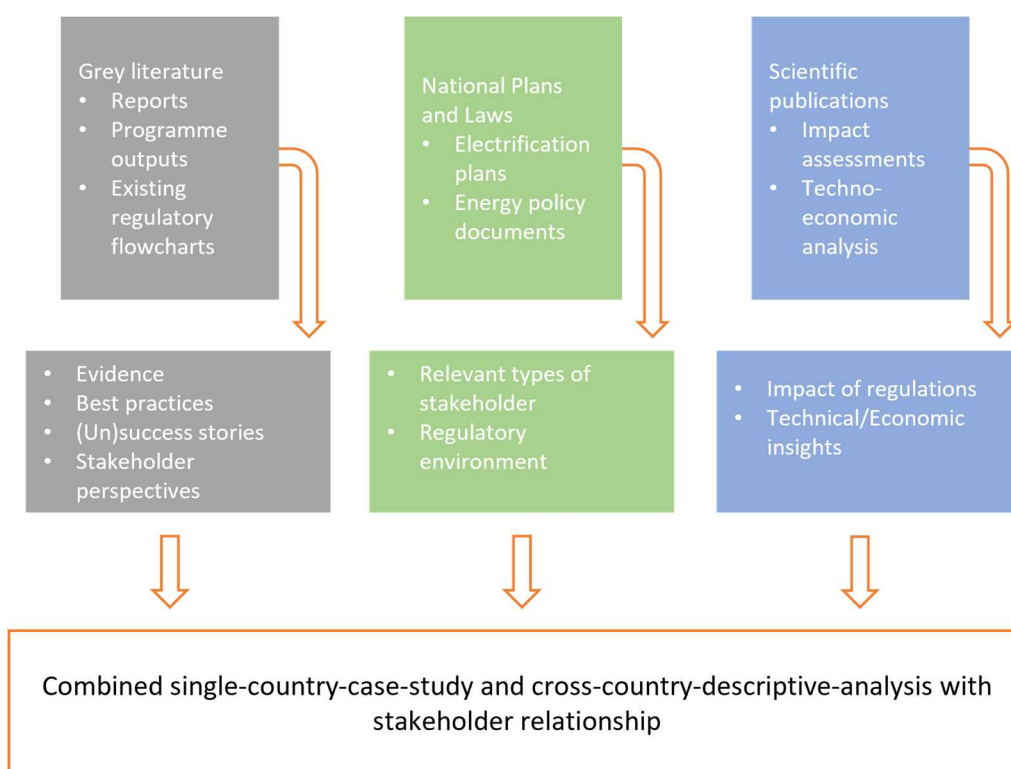 Grey literature
• Reports
• Programme
outputs
• Existing
regulatory
flowcharts
National Plans
and Laws
• Electrification
plans
• Energy policy
documents
Scientific
publications
• Impact
assessments
• Techno-
economic
analysis
• Evidence
• Best practices
• (Un)success stories
• Stakeholder
perspectives
• Relevant types of
stakeholder
• Regulatory
environment
• Impact of regulations
• Technical/Economic
insights
Combined single-country-case-study and cross-country-descriptive-analysis with
stakeholder relationship